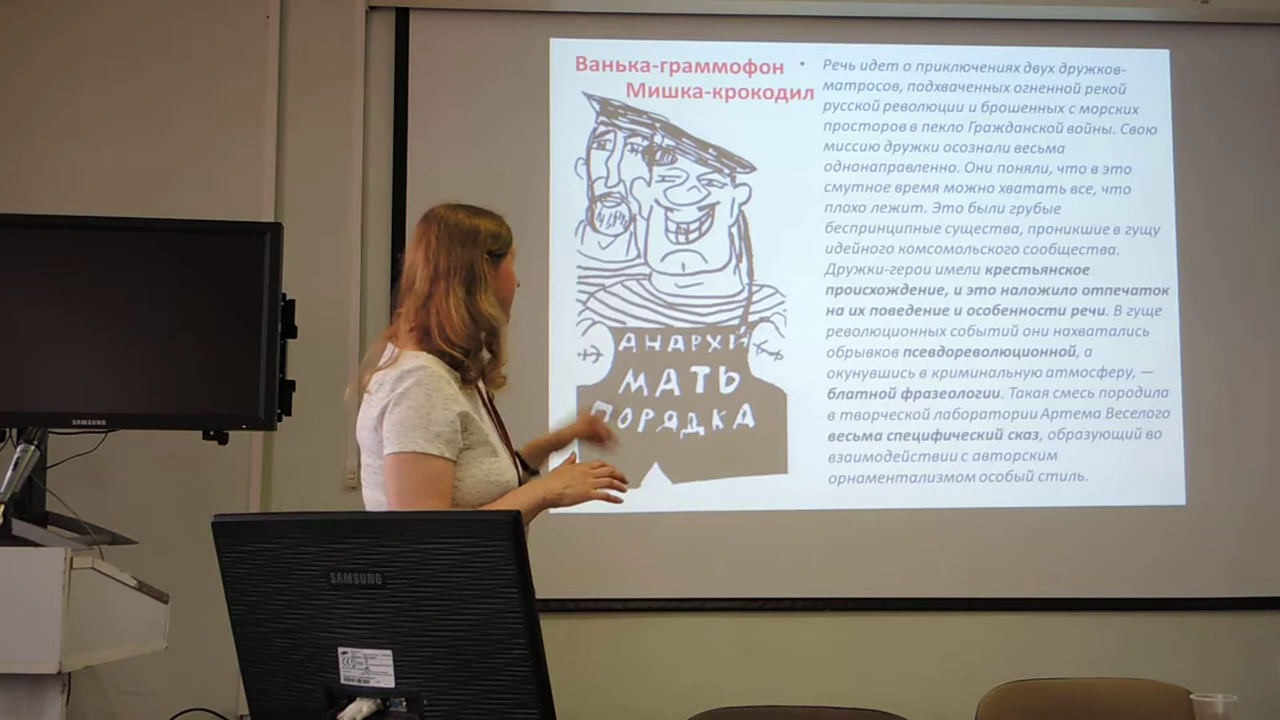 Ванька-граммофон
Мишка-крокодил
АНАРХІЙ
МАТЬ
ПОРЯДКА
• Речь идет о приключениях двух дружков-
матросов, подхваченных огненной рекой
русской революции и брошенных с морских
просторов в пекло Гражданской войны. Свою
миссию дружки осознали весьма
однонаправленно. Они поняли, что в это
смутное время можно хватать все, что
плохо лежит. Это были грубые
беспринципные существа, проникшие в гущу
идейного комсомольского сообщества.
Дружки-герои имели крестьянское
происхождение, и это наложило отпечаток
на их поведение и особенности речи. В гуще
революционных событий они нахватались
обрывков псевдореволюционной, а
окунувшись в криминальную атмосферу, —
блатной фразеологии. Такая смесь породила
в творческой лаборатории Артема Веселого
весьма специфический сказ, образующий во
взаимодействии с авторским
орнаментализмом особый стиль.
SAMSUNG
SAMSUNG